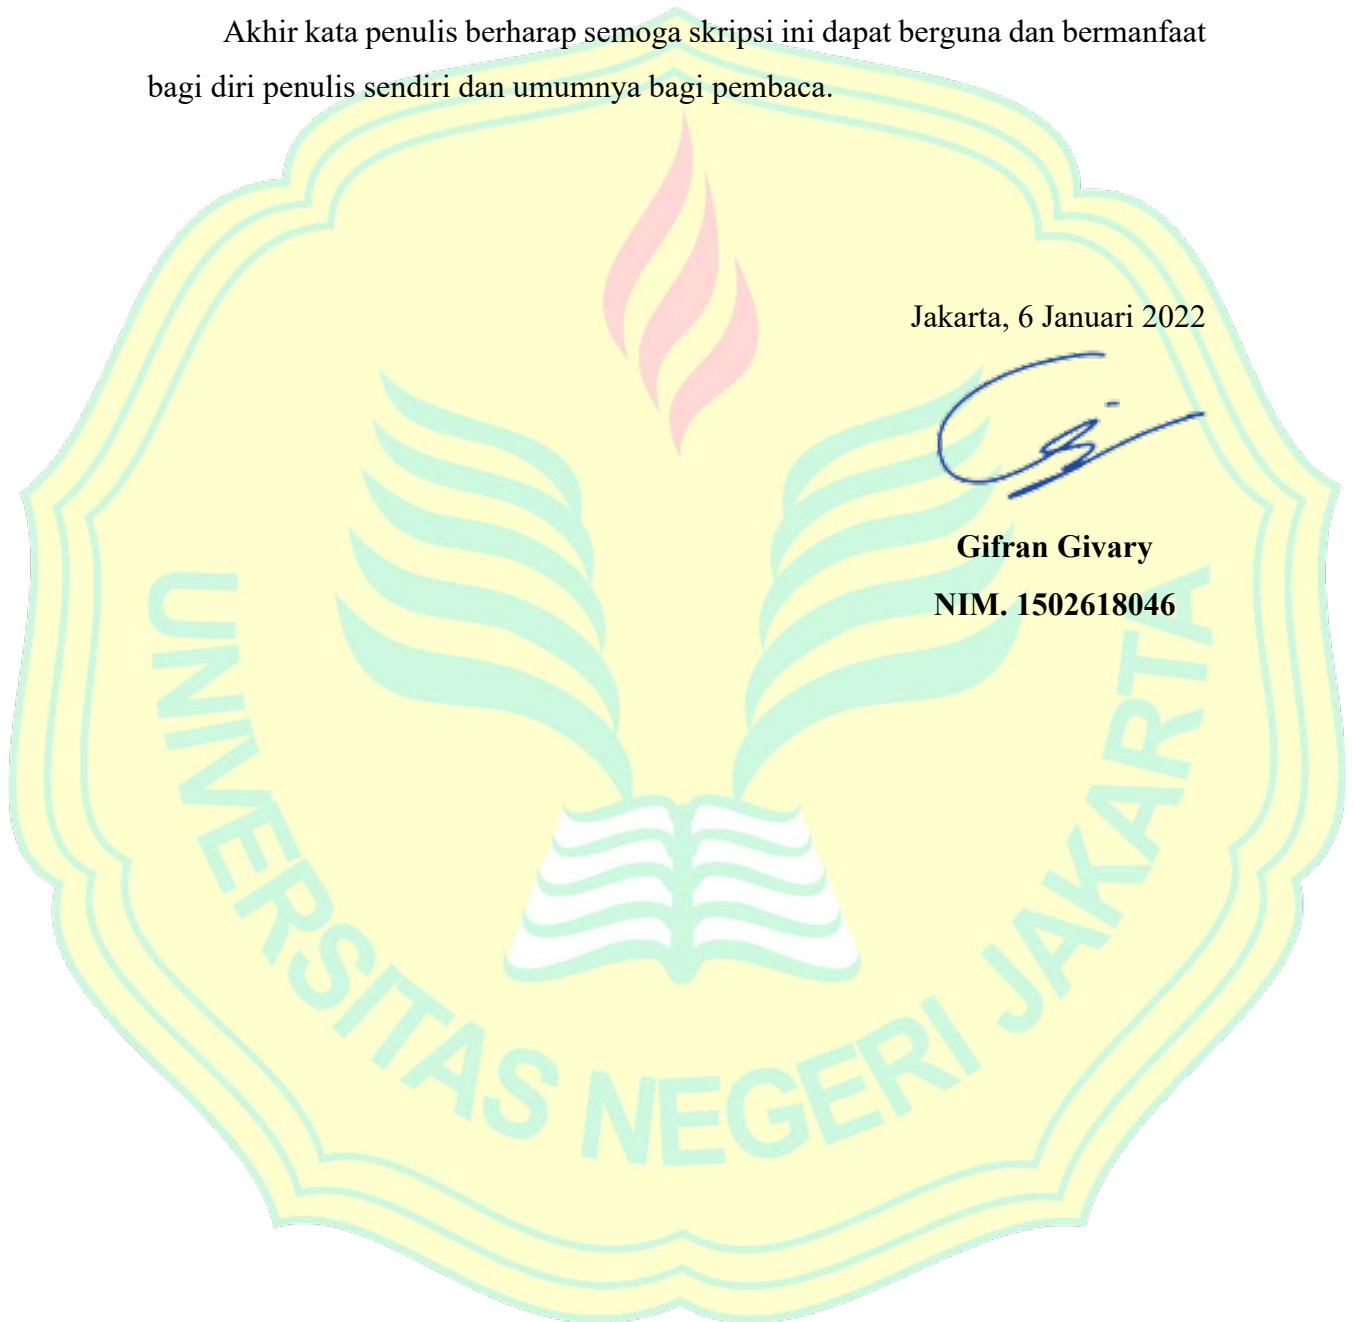 Akhir kata penulis berharap semoga skripsi ini dapat berguna dan bermanfaat
bagi diri penulis sendiri dan umumnya bagi pembaca.
Jakarta, 6 Januari 2022
Gifran Givary
NIM. 1502618046
UNIVERSITAS NEGERI JAKARTA